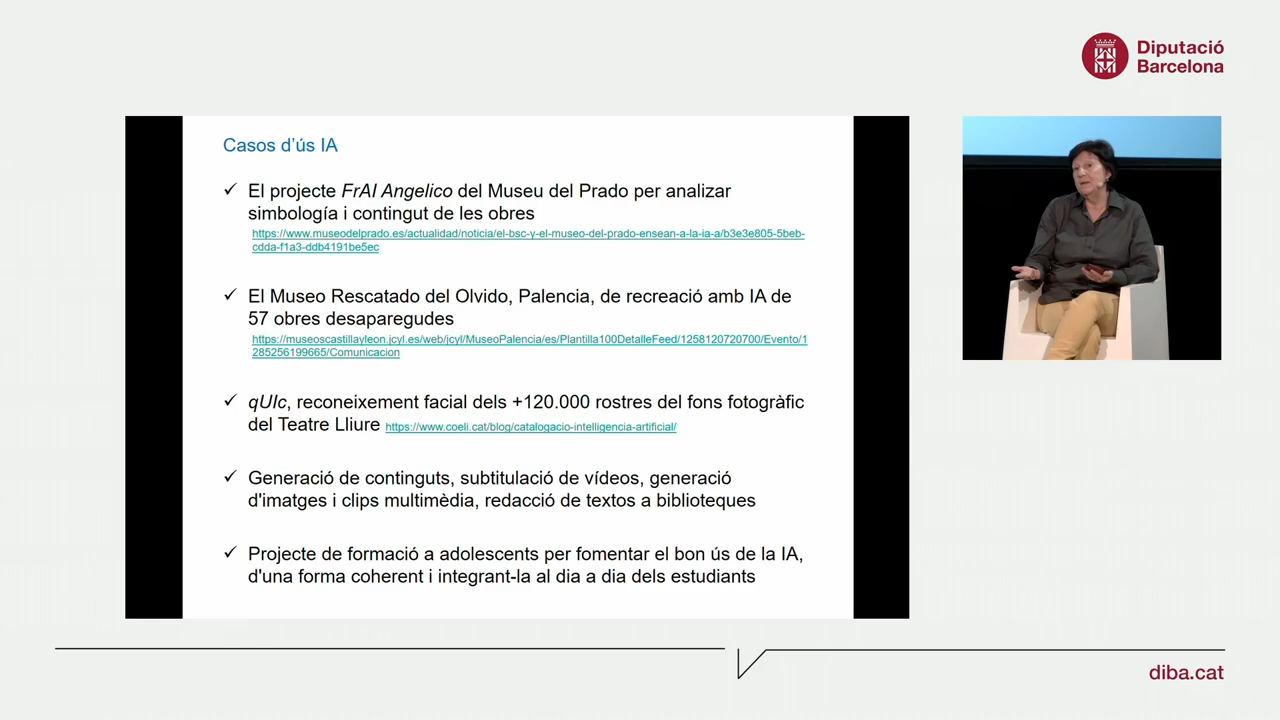 Diputació
Barcelona
Casos d'ús IA
✓ El projecte FrAI Angelico del Museu del Prado per analizar
simbología i contingut de les obres
https://www.museodelprado.es/actualidad/noticia/el-bsc-y-el-museo-del-prado-ensean-a-la-ia-a/b3e3e805-5beb-
cdda-f1a3-ddb4191be5ec
✓ El Museo Rescatado del Olvido, Palencia, de recreació amb IA de
57 obres desaparegudes
https://museoscastillayleon.jcyl.es/web/jcyl/MuseoPalencia/es/Plantilla100DetalleFeed/1258120720700/Evento/1
285256199665/Comunicacion
✓ qUIc, reconeixement facial dels +120.000 rostres del fons fotogràfic
del Teatre Lliure https://www.coeli.cat/blog/catalogacio-intelligencia-artificial/
✓ Generació de continguts, subtitulació de vídeos, generació
d'imatges i clips multimèdia, redacció de textos a biblioteques
✓ Projecte de formació a adolescents per fomentar el bon ús de la IA,
d'una forma coherent i integrant-la al dia a dia dels estudiants
diba.cat